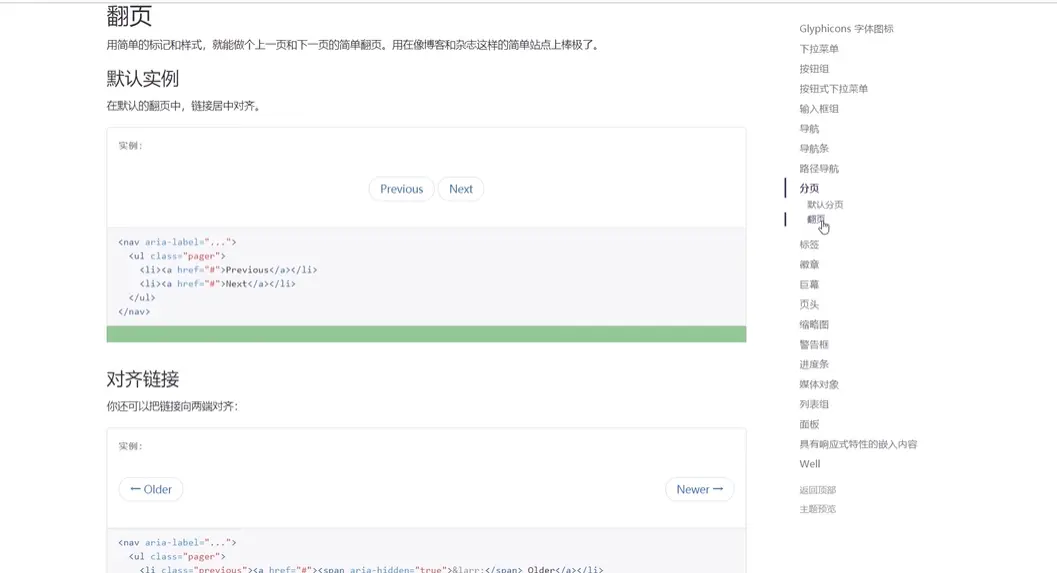 翻页
用简单的标记和样式，就能做个上一页和下一页的简单翻页。用在像博客和杂志这样的简单站点上棒极了。
默认实例
在默认的翻页中，链接居中对齐。
实例：
Previous Next
<nav aria-label="...">
  <ul class="pager">
    <li><a href="#">Previous</a></li>
    <li><a href="#">Next</a></li>
  </ul>
</nav>
对齐链接
你还可以把链接向两端对齐：
实例：
← Older Newer →
<nav aria-label="...">
  <ul class="pager">
    <li class="previous"><a href="#"><span aria-hidden="true">&larr;</span> Older</a></li>
Glyphicons 字体图标
下拉菜单
按钮组
按钮式下拉菜单
输入框组
导航
导航条
路径导航
分页
默认分页
翻页
标签
徽章
巨幕
页头
缩略图
警告框
进度条
媒体对象
列表组
面板
具有响应式特性的嵌入内容
Well
返回顶部
主题预览